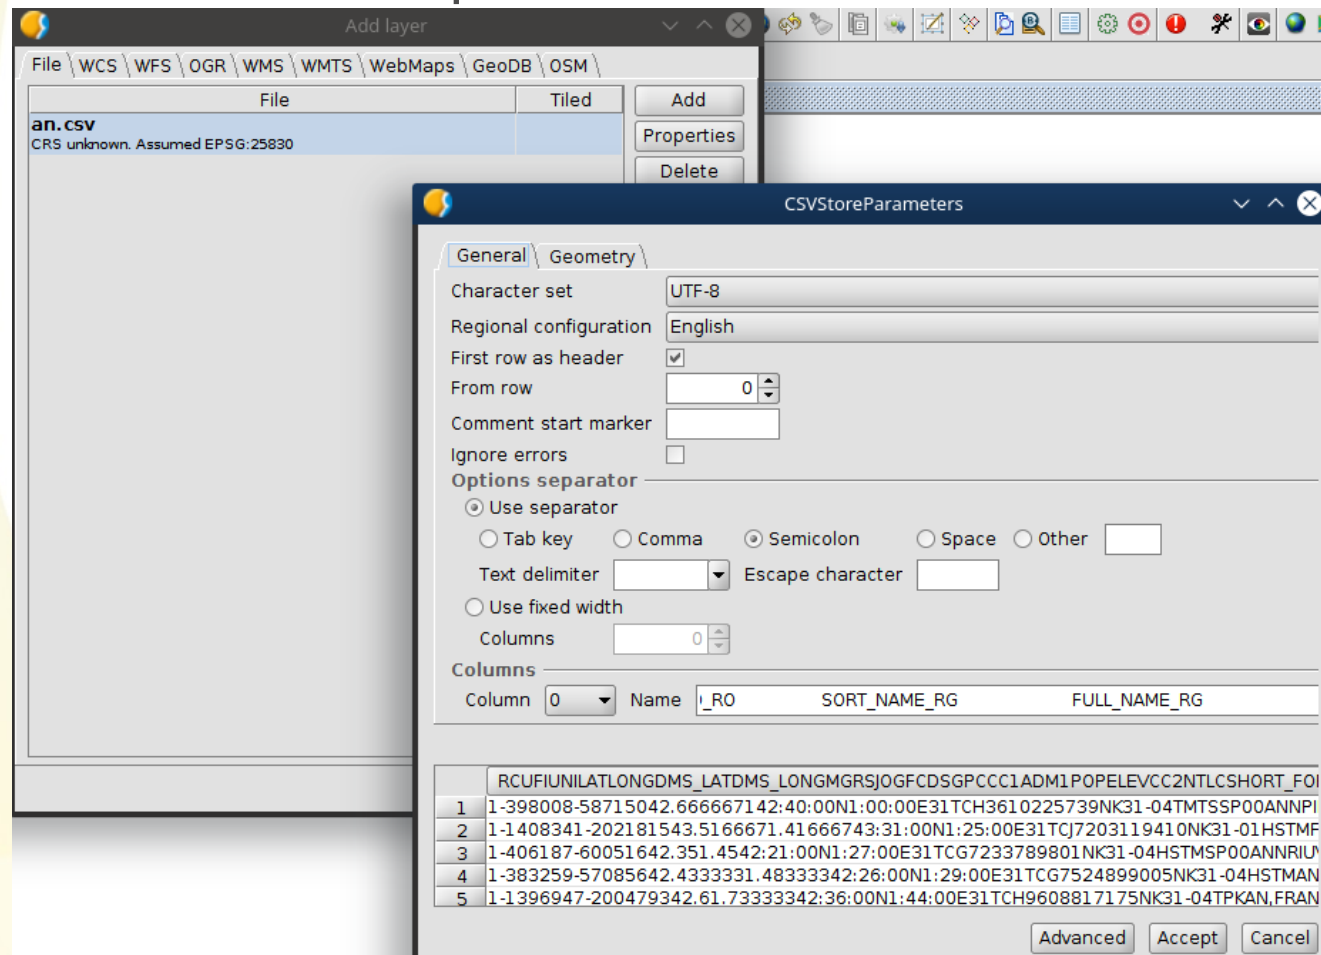 Add layer
File WCS WFS OGR WMS WMTS WebMaps GeoDB OSM
File Tiled Add
an.csv
CRS unknown. Assumed EPSG:25830
Properties
Delete
CSVStoreParameters
General Geometry
Character set UTF-8
Regional configuration English
First row as header
From row 0
Comment start marker
Ignore errors
Options separator
Use separator
Tab key Comma Semicolon Space Other
Text delimiter Escape character
Use fixed width
Columns 0
Columns
Column 0 Name _RO SORT_NAME_RG FULL_NAME_RG
RCUFIUNILATLONGDMS_LATDMS_LONGMGRSJOGFCDSGPCCC1ADM1POPELEVCC2NTLCSHORT_FOI
1 1-398008-58715042.666667142:40:00N1:00:00E31TCH3610225739NK31-04TMTSSP00ANNPI
2 1-1408341-202181543.5166671.41666743:31:00N1:25:00E31TCJ7203119410NK31-01HSTMF
3 1-406187-60051642.351.4542:21:00N1:27:00E31TCG7233789801NK31-04HSTMSP00ANNRIU
4 1-383259-57085642.4333331.48333342:26:00N1:29:00E31TCG7524899005NK31-04HSTMAN
5 1-1396947-200479342.61.73333342:36:00N1:44:00E31TCH9608817175NK31-04TPKAN,FRAN
Advanced Accept Cancel